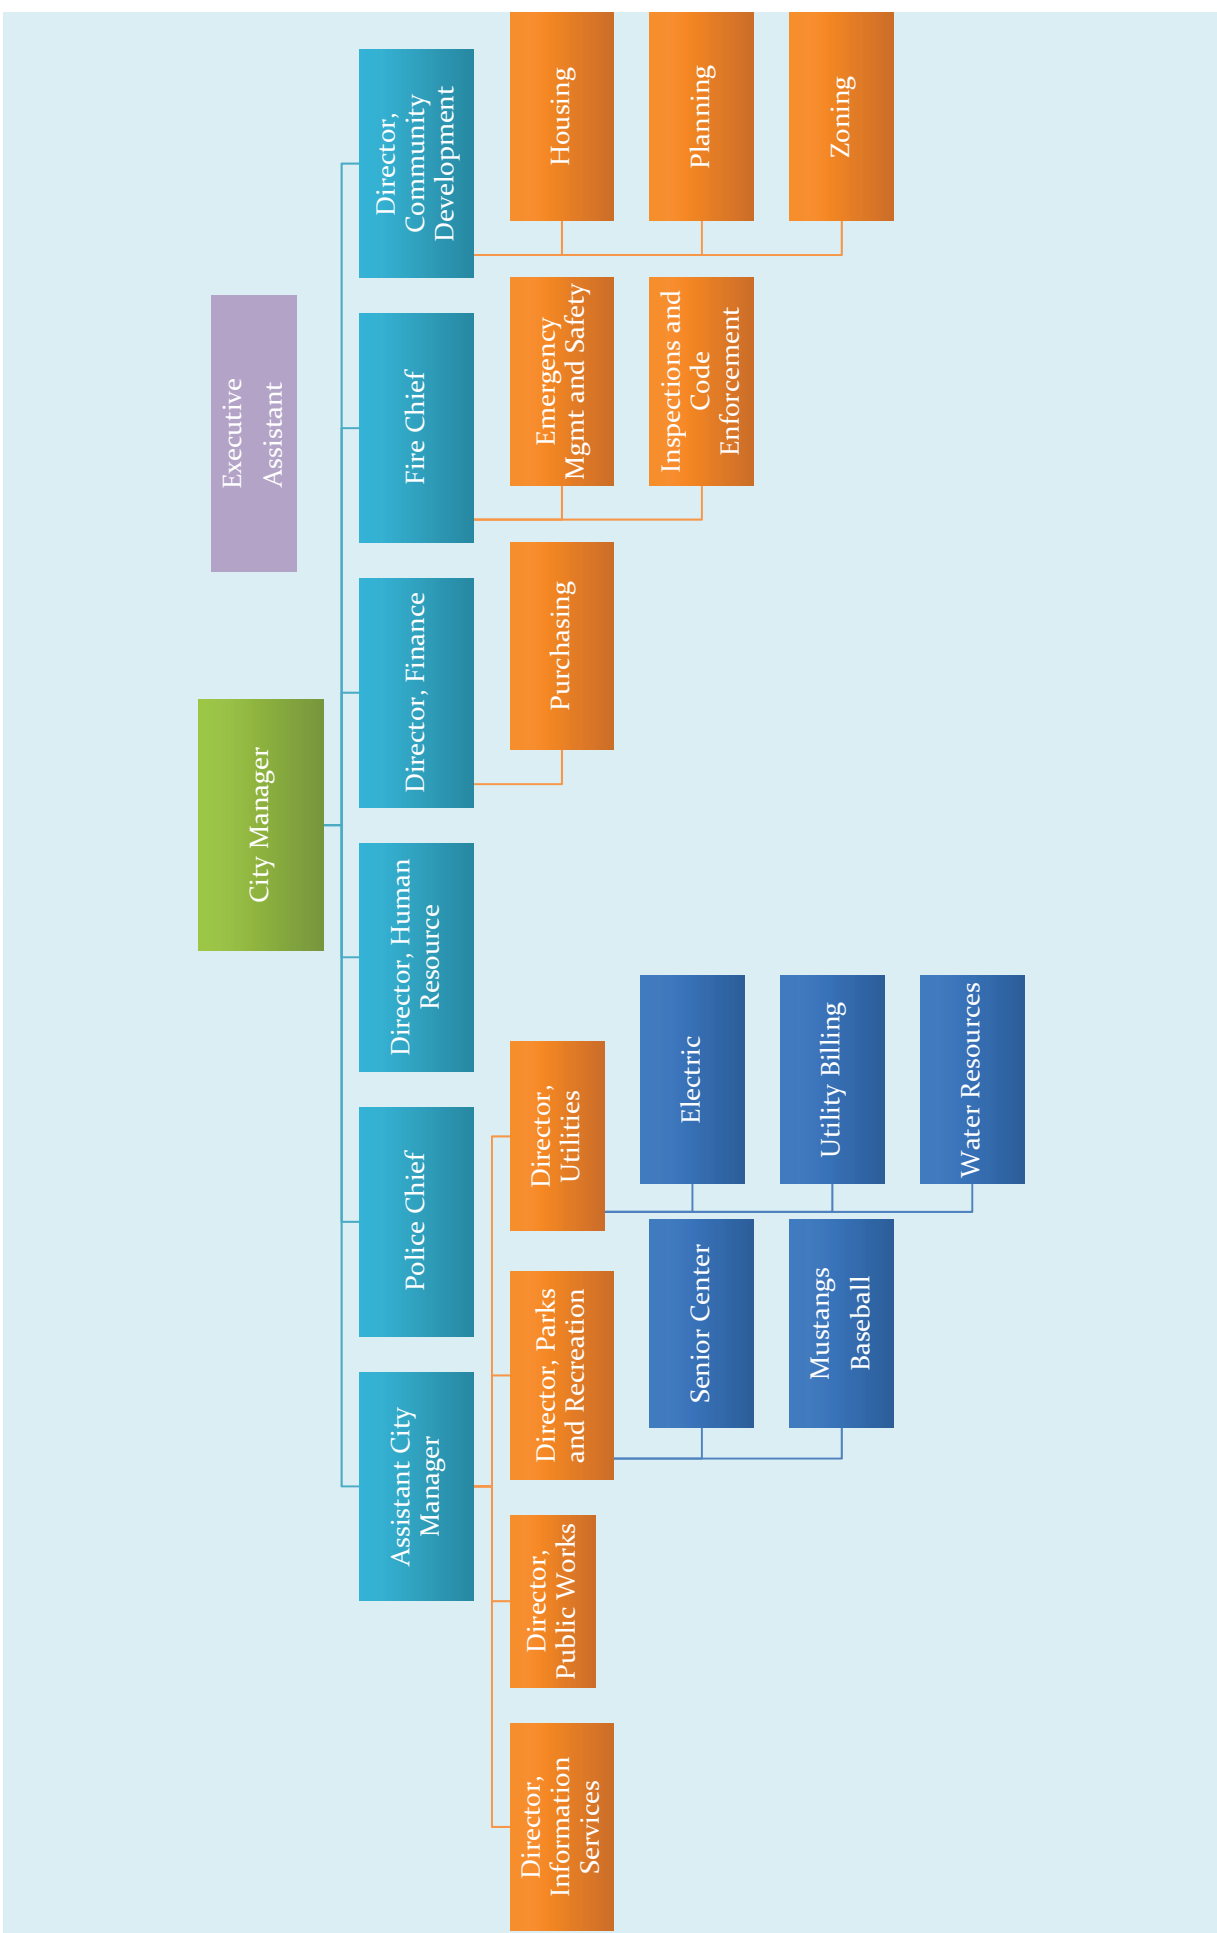 City Manager
Executive
Assistant
Assistant City
Manager
Police Chief
Director, Human
Resource
Director, Finance
Fire Chief
Director,
Community
Development
Director,
Information
Services
Director,
Public Works
Director, Parks
and Recreation
Director,
Utilities
Purchasing
Emergency
Mgmt and Safety
Housing
Senior Center
Electric
Inspections and
Code
Enforcement
Planning
Mustangs
Baseball
Utility Billing
Zoning
Water Resources